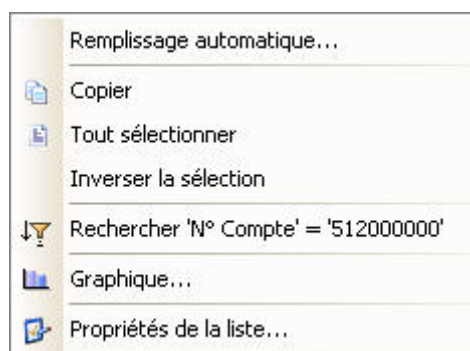 Remplissage automatique...
Copier
Tout sélectionner
Inverser la sélection
Rechercher 'N° Compte' = '512000000'
Graphique...
Propriétés de la liste...